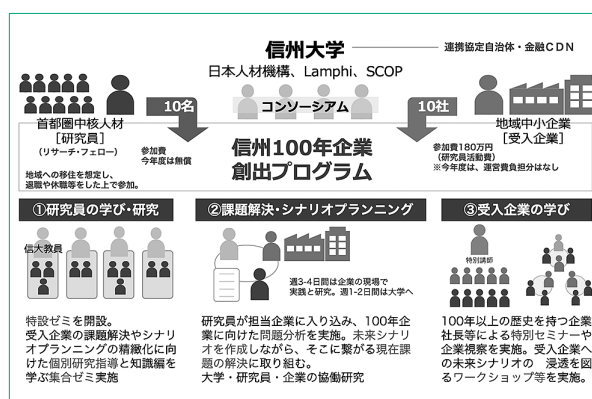 信州大学
連携協定自治体・金融CDN
日本人材機構、Lamphi、SCOP
10名
コンソーシアム
10社
首都圏中核人材
[研究員]
(リサーチ・フェロー)
参加費
今年度は無償
地域への移住を想定し、
退職や休職等をした上で参加。
信州100年企業
創出プログラム
地域中小企業
[受入企業]
参加費180万円
(研究員活動費)
※今年度は、運営費負担分はなし
①研究員の学び・研究
信大教員
特設ゼミを開設。
受入企業の課題解決やシナリ
オプランニングの精緻化に向
けた個別研究指導と知識編を
学ぶ集合ゼミ実施
②課題解決・シナリオプランニング
週3-4日間は企業の現場で
実践と研究。週1-2日間は大学へ
研究員が担当企業に入り込み、100年企
業に向けた問題分析を実施。未来シナ
リオを作成しながら、そこに繋がる現在課
題の解決に取り組む。
大学・研究員・企業の協働研究
③受入企業の学び
特別講師
100年以上の歴史を持つ企業
社長等による特別セミナーや
企業視察を実施。受入企業へ
の未来シナリオの 浸透を図
るワークショップ等を実施。